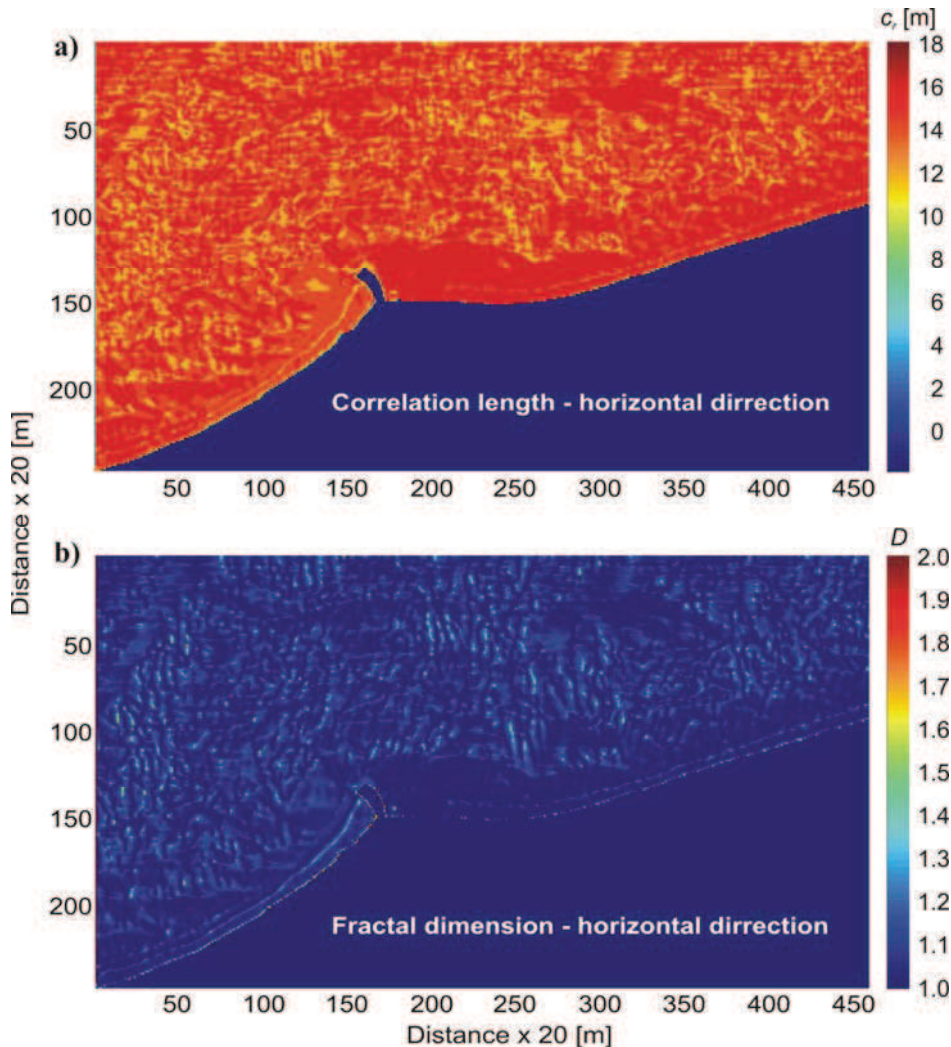 c_r [m]
a)
18
16
14
12
10
8
6
4
2
0
50
100
150
200
Correlation length - horizontal dirrection
50 100 150 200 250 300 350 400 450
Distance x 20 [m]
b)
D
2.0
1.9
1.8
1.7
1.6
1.5
1.4
1.3
1.2
1.1
1.0
50
100
150
200
Fractal dimension - horizontal dirrection
50 100 150 200 250 300 350 400 450
Distance x 20 [m]